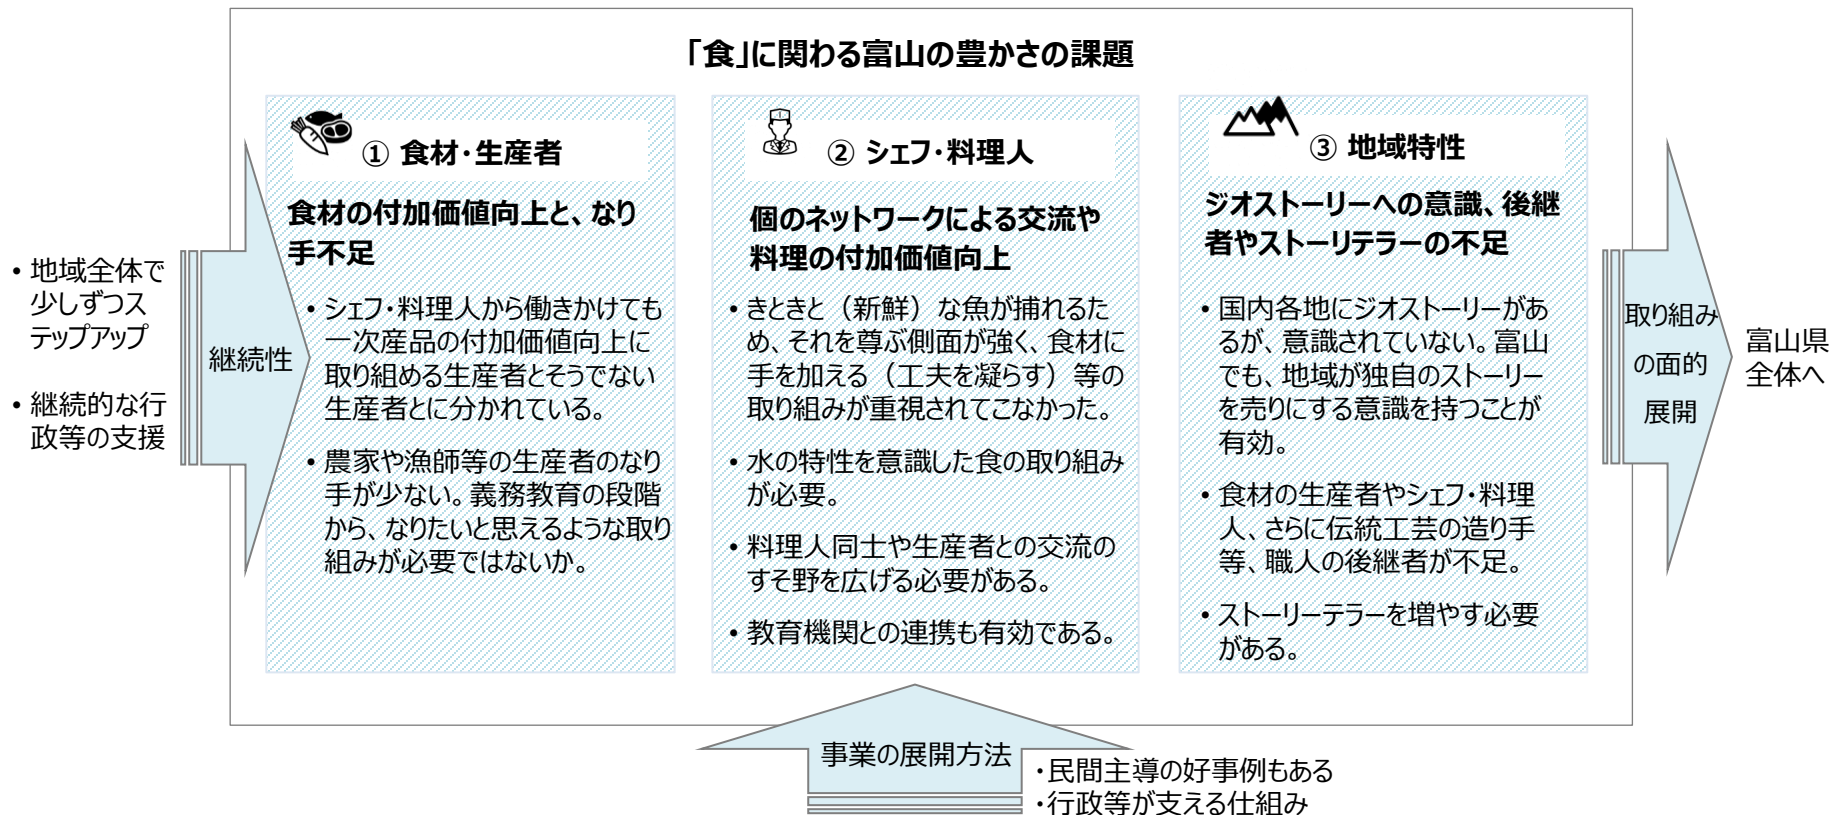 「食」に関わる富山の豊かさの課題
① 食材・生産者
食材の付加価値向上と、なり
手不足
• シェフ・料理人から働きかけても
一次産品の付加価値向上に
取り組める生産者とそうでない
生産者とに分かれている。
• 農家や漁師等の生産者のなり
手が少ない。義務教育の段階
から、なりたいと思えるような取り
組みが必要ではないか。
② シェフ・料理人
個のネットワークによる交流や
料理の付加価値向上
• きときと（新鮮）な魚が捕れるた
め、それを尊ぶ側面が強く、食材に
手を加える（工夫を凝らす）等の
取り組みが重視されてこなかった。
• 水の特性を意識した食の取り組み
が必要。
• 料理人同士や生産者との交流の
すそ野を広げる必要がある。
• 教育機関との連携も有効である。
③ 地域特性
ジオストーリーへの意識、後継
者やストーリテラーの不足
• 国内各地にジオストーリーがあ
るが、意識されていない。富山
でも、地域が独自のストーリー
を売りにする意識を持つことが
有効。
• 食材の生産者やシェフ・料理
人、さらに伝統工芸の造り手
等、職人の後継者が不足。
• ストーリーテラーを増やす必要
がある。
• 地域全体で
少しずつス
テップアップ
• 継続的な行
政等の支援
継続性
取り組み
の面的
展開
富山県
全体へ
事業の展開方法
・民間主導の好事例もある
・行政等が支える仕組み